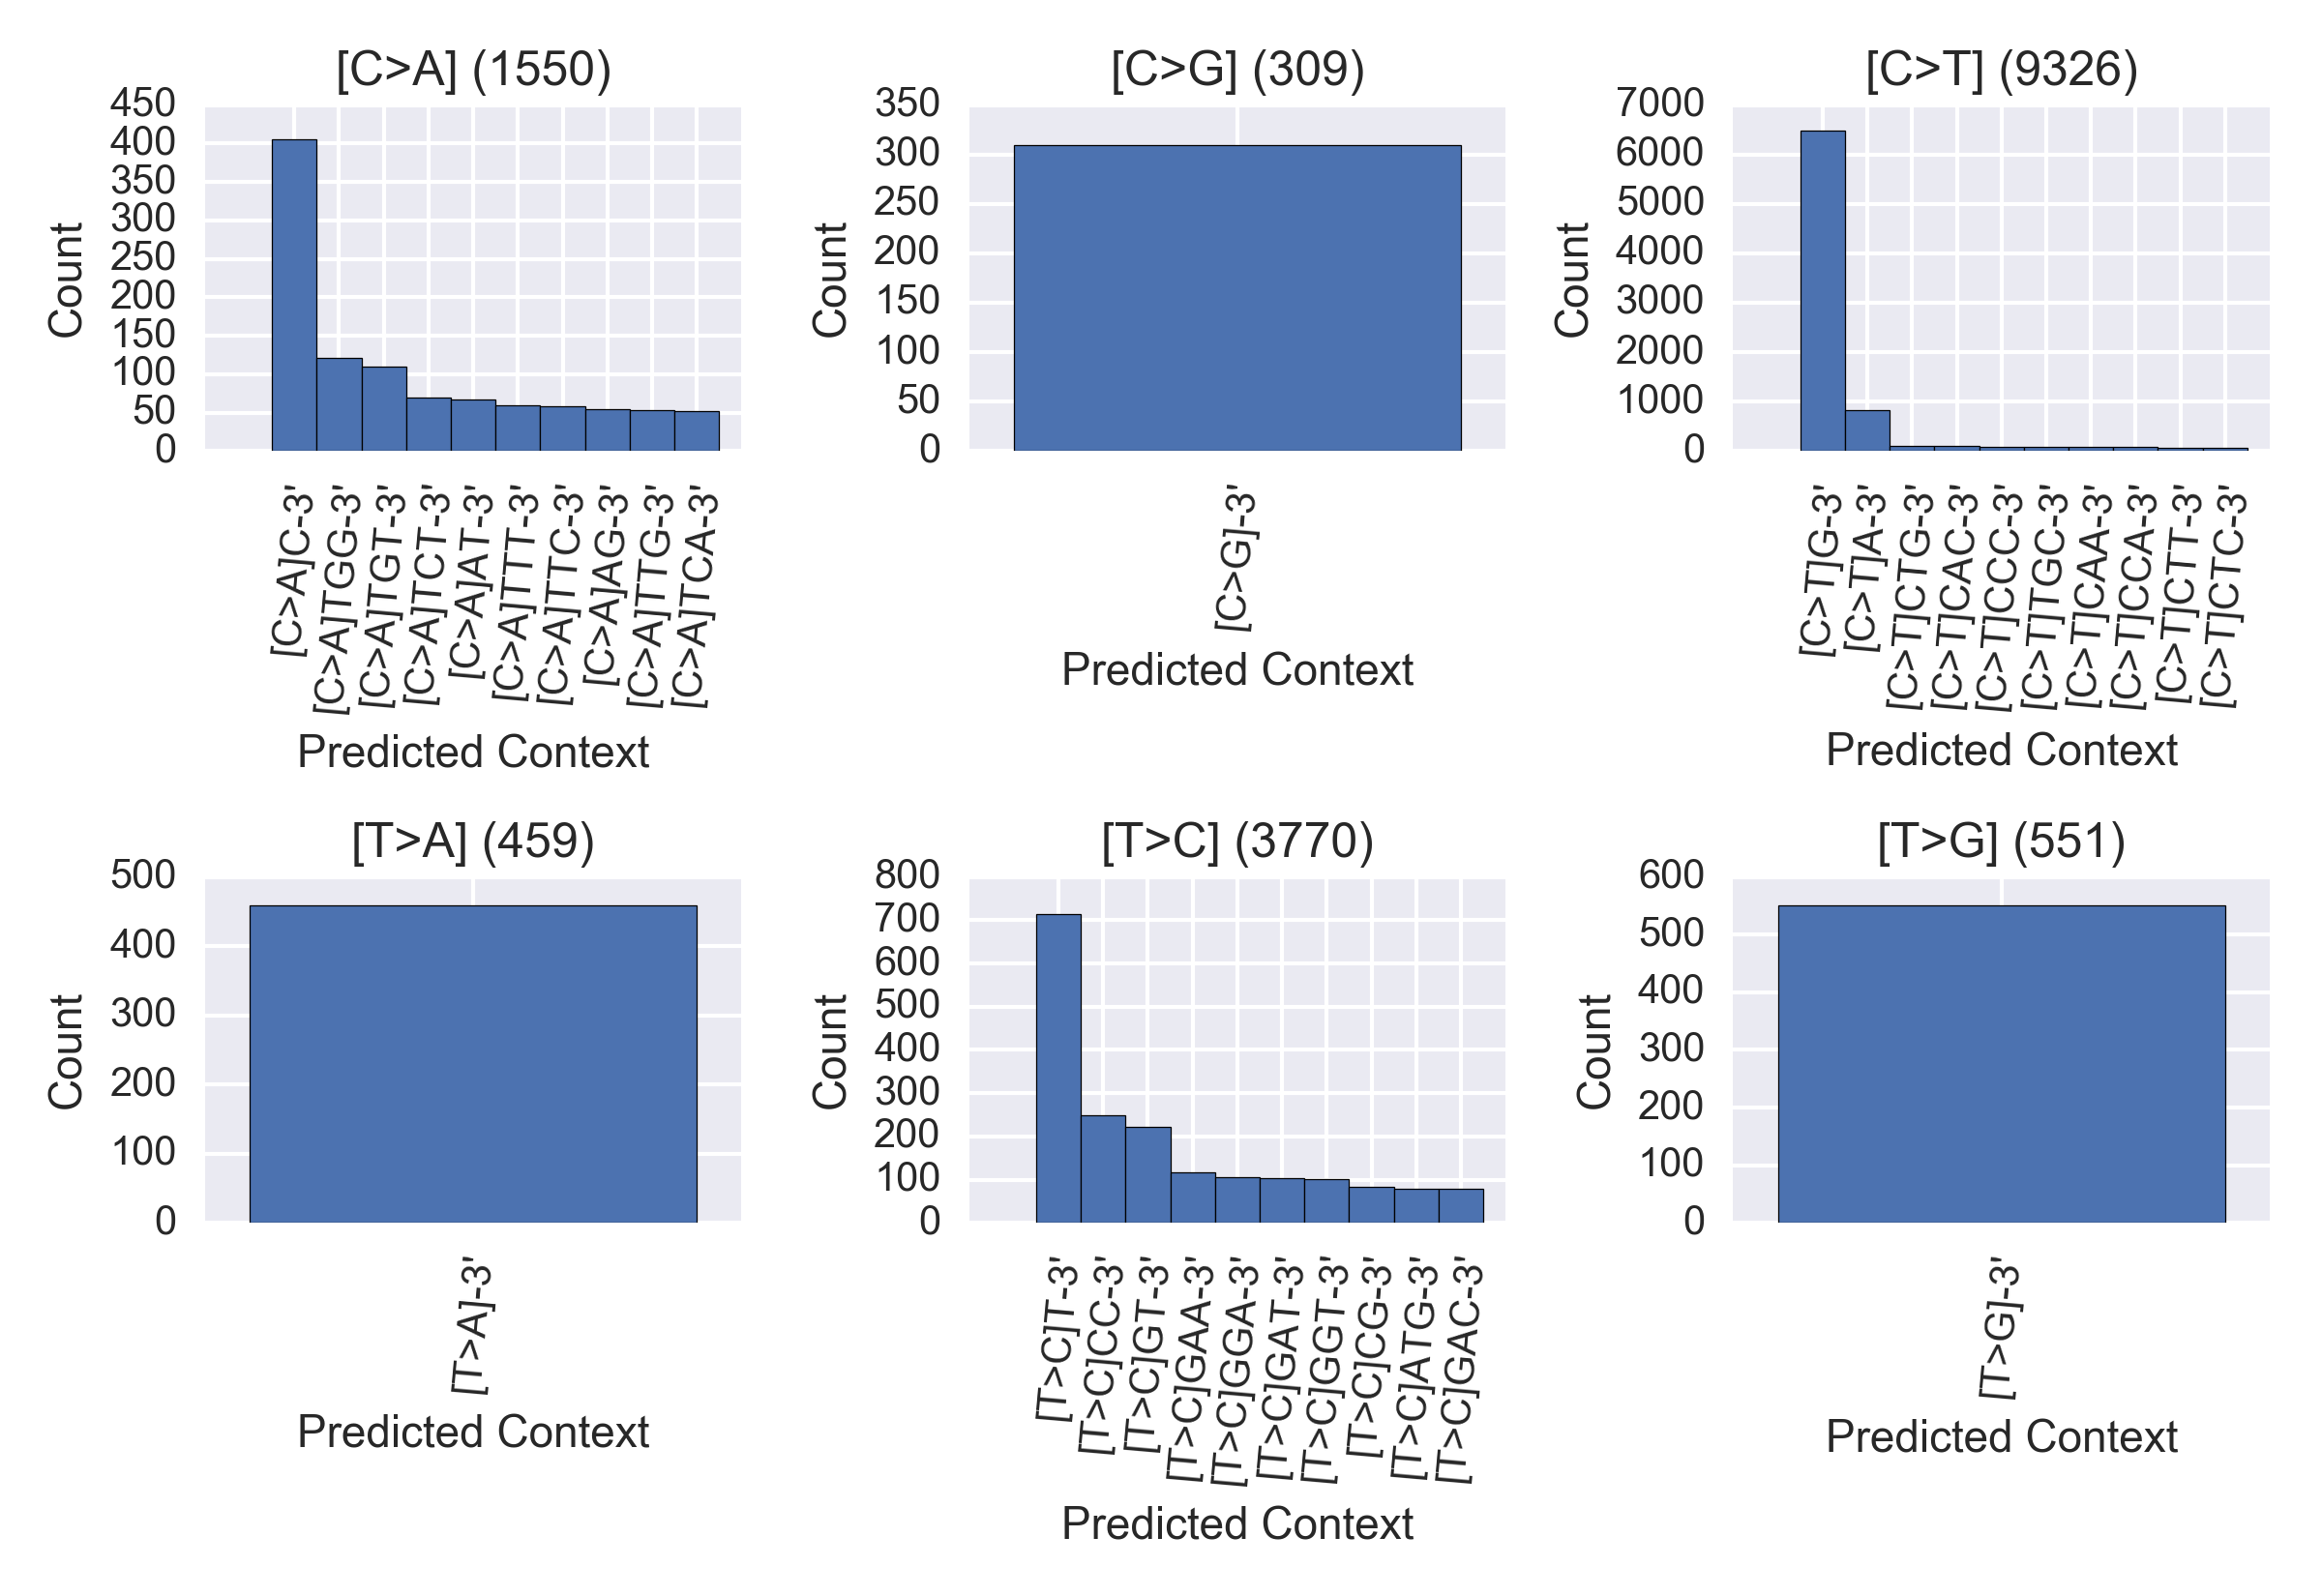 [C>A] (1550)
450
400
350
300
250
200
150
100
50
0
Count
[C>A]C-3'
[C>A]TGG-3'
[C>A]TGT-3'
[C>A]TCT-3'
[C>A]AT-3'
[C>A]TTT-3'
[C>A]TTC-3'
[C>A]AG-3'
[C>A]TTG-3'
[C>A]TCA-3'
Predicted Context
[C>G] (309)
350
300
250
200
150
100
50
0
Count
[C>G]-3'
Predicted Context
[C>T] (9326)
7000
6000
5000
4000
3000
2000
1000
0
Count
[C>T]G-3'
[C>T]A-3'
[C>T]CTG-3'
[C>T]CAC-3'
[C>T]CCC-3'
[C>T]TGC-3'
[C>T]CAA-3'
[C>T]CCA-3'
[C>T]CTT-3'
[C>T]CTC-3'
Predicted Context
[T>A] (459)
500
400
300
200
100
0
Count
[T>A]-3'
Predicted Context
[T>C] (3770)
800
700
600
500
400
300
200
100
0
Count
[T>C]T-3'
[T>C]CC-3'
[T>C]GT-3'
[T>C]GAA-3'
[T>C]GGA-3'
[T>C]GAT-3'
[T>C]GGT-3'
[T>C]CG-3'
[T>C]ATG-3'
[T>C]GAC-3'
Predicted Context
[T>G] (551)
600
500
400
300
200
100
0
Count
[T>G]-3'
Predicted Context